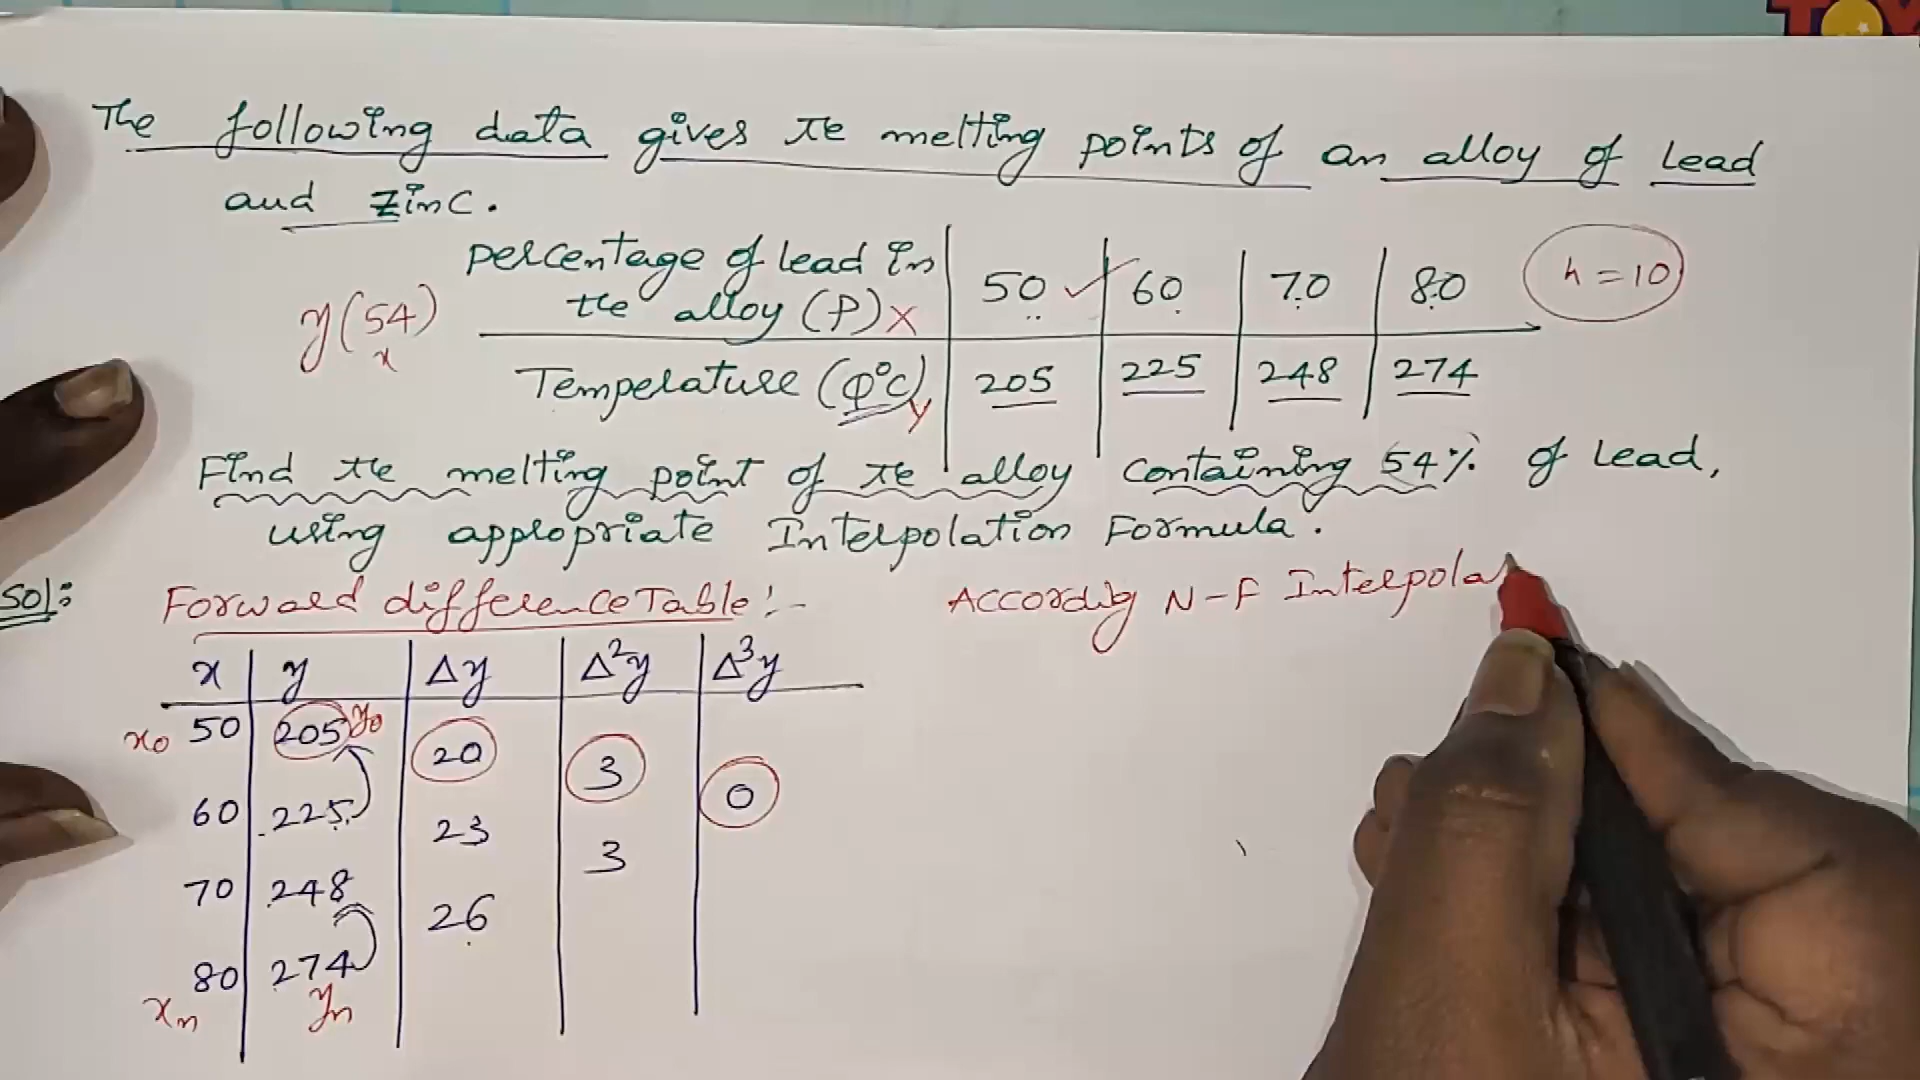 TOY
The following data gives the melting points of an alloy of Lead
and Zinc.
Percentage of lead in the alloy (P) X | 50 | 60 | 70 | 80
h = 10
y(54)
x
Temperature (φ°C) Y | 205 | 225 | 248 | 274
Find the melting point of the alloy containing 54% of Lead,
using appropriate Interpolation Formula.
Sol:
Forward difference Table:-
Accordig N-F Interpola
x | y | Δy | Δ²y | Δ³y
x0 50 | 205 y0
20
3
0
60 | 225
23
3
70 | 248
26
80 | 274
xn yn